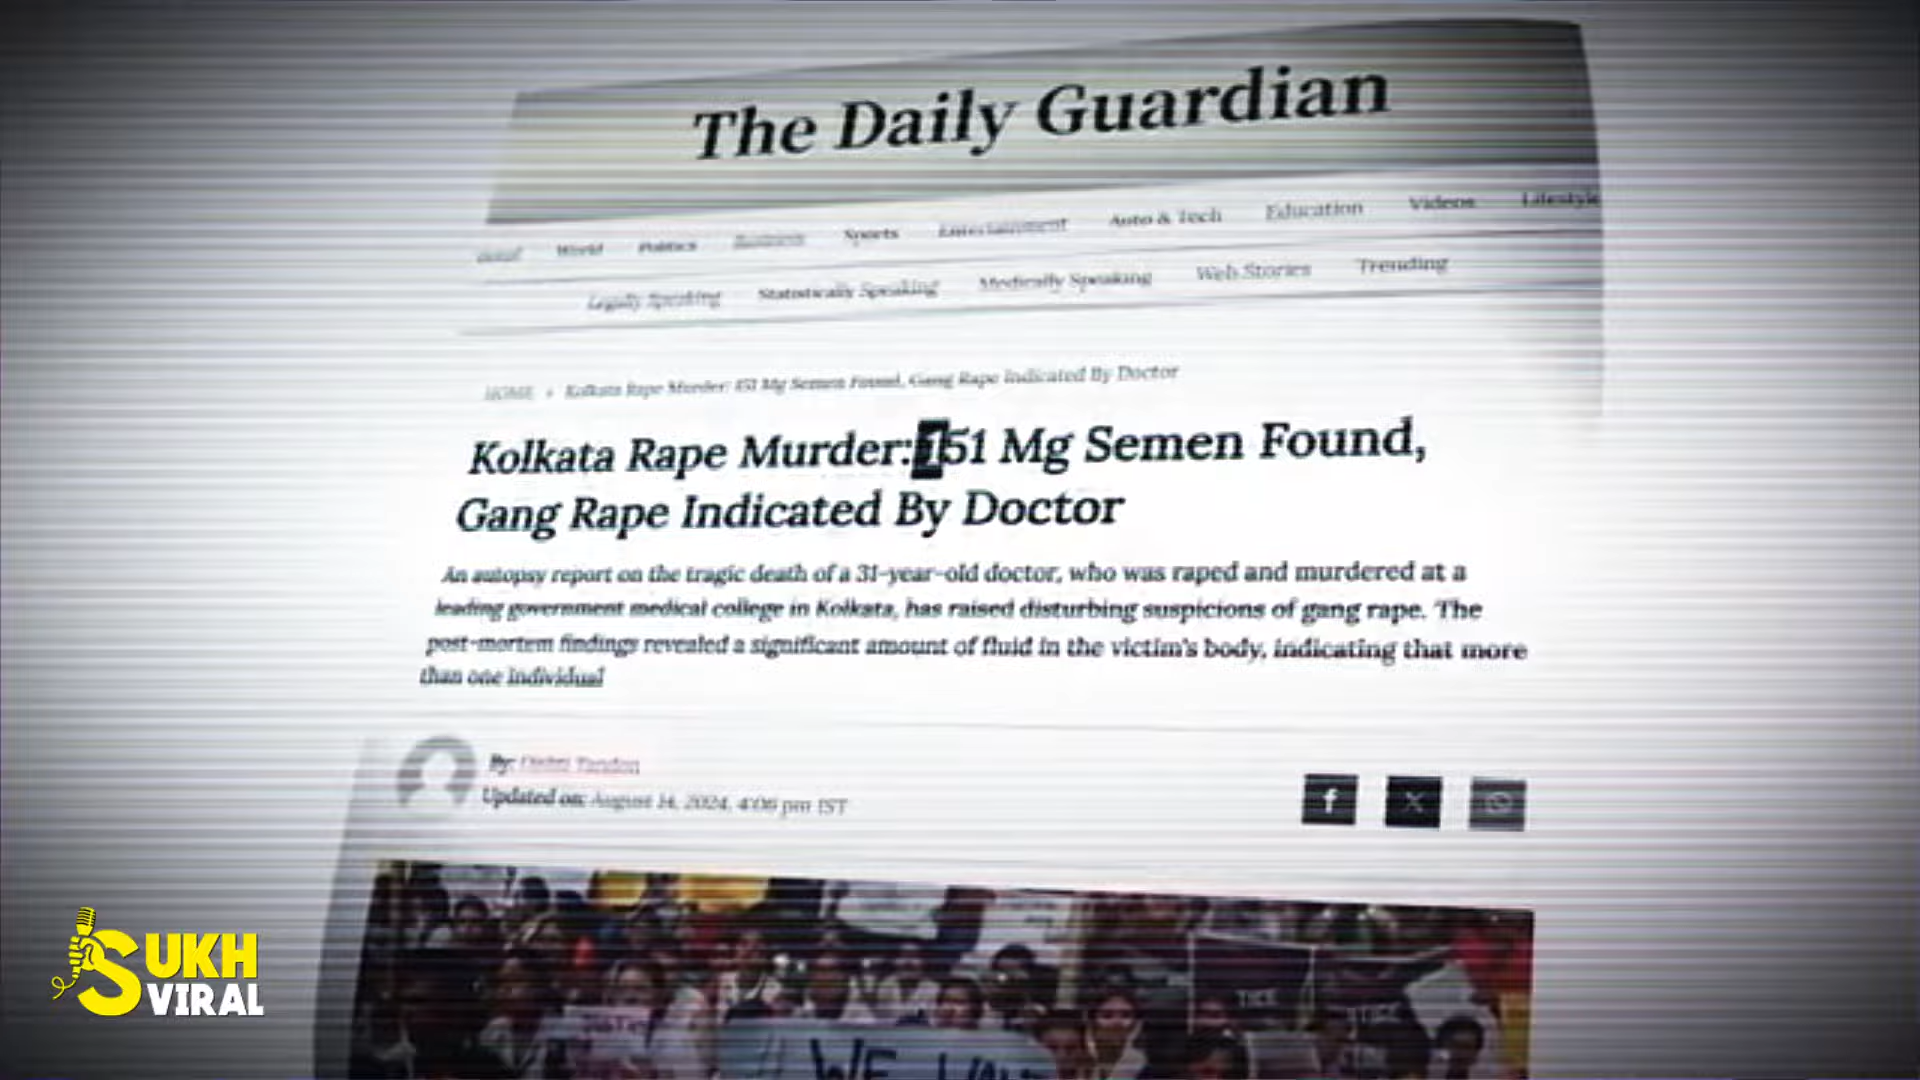 The Daily Guardian
World Politics Business Sports Entertainment Auto & Tech Education Videos Lifestyle
Legally Speaking Statistically Speaking Medically Speaking Web Stories Trending
HOME Kolkata Rape Murder: 151 Mg Semen Found, Gang Rape Indicated By Doctor
Kolkata Rape Murder: 151 Mg Semen Found,
Gang Rape Indicated By Doctor
An autopsy report on the tragic death of a 31-year-old doctor, who was raped and murdered at a
leading government medical college in Kolkata, has raised disturbing suspicions of gang rape. The
post-mortem findings revealed a significant amount of fluid in the victim's body, indicating that more
than one individual
By: Tandon
Updated on: August 14, 2024, 4:06 pm IST
# WE
SUKH
VIRAL